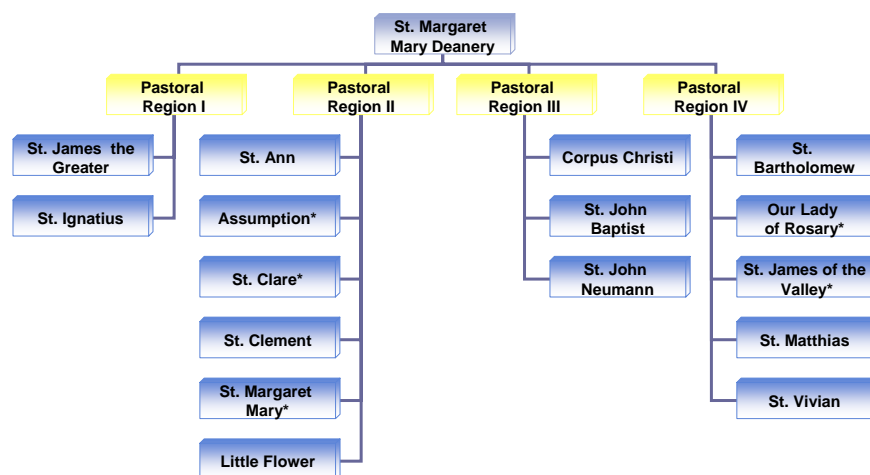 St. Margaret
Mary Deanery
Pastoral
Region I
Pastoral
Region II
Pastoral
Region III
Pastoral
Region IV
St. James the
Greater
St. Ignatius
St. Ann
Assumption*
St. Clare*
St. Clement
St. Margaret
Mary*
Little Flower
Corpus Christi
St. John
Baptist
St. John
Neumann
St.
Bartholomew
Our Lady
of Rosary*
St. James of the
Valley*
St. Matthias
St. Vivian